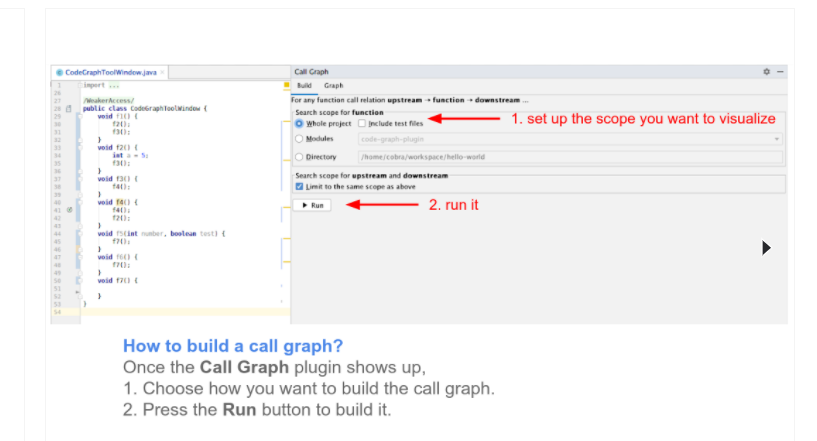 CodeGraphToolWindow.java ×
1 import ...
26
27 /WeakerAccess/
28 public class CodeGraphToolWindow {
29 void f1() {
30 f2();
31 f3();
32 }
33 void f2() {
34 int a = 5;
35 f3();
36 }
37 void f3() {
38 f4();
39 }
40 void f4() {
41 f4();
42 f2();
43 }
44 void f5(int number, boolean test) {
45 f7();
46 }
47 void f6() {
48 f7();
49 }
50 void f7() {
51
52 }
53 }
54
Call Graph
Build Graph
For any function call relation upstream → function → downstream ...
Search scope for function
Whole project Include test files
1. set up the scope you want to visualize
Modules code-graph-plugin
Directory /home/cobra/workspace/hello-world
Search scope for upstream and downstream
Limit to the same scope as above
Run
2. run it
How to build a call graph?
Once the Call Graph plugin shows up,
1. Choose how you want to build the call graph.
2. Press the Run button to build it.